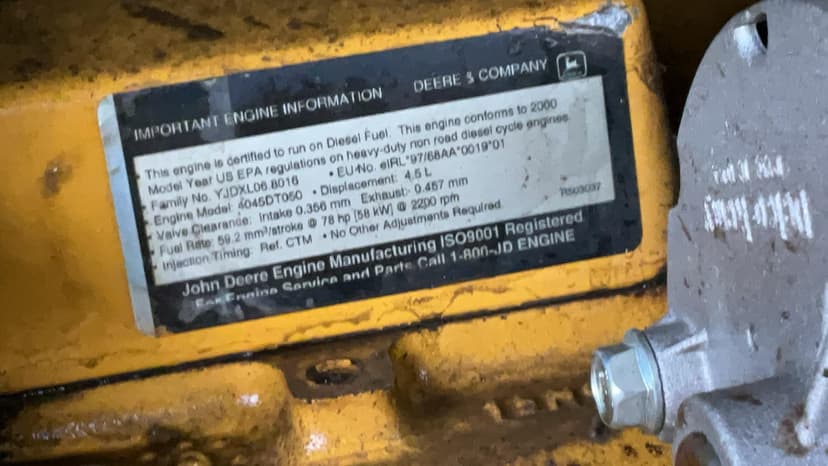 IMPORTANT ENGINE INFORMATION DEERE & COMPANY
• This engine is certified to run on Diesel Fuel. This engine conforms to 2000
Model Year US EPA regulations on heavy-duty non road diesel cycle engines.
• Family No. YJDXL06.8016 • EU-No. eIRL*97/68AA*0019*01
• Engine Model: 4045DT050 • Displacement: 4,5 L
• Valve Clearance: Intake 0.356 mm Exhaust: 0.457 mm
• Fuel Rate: 59.2 mm³/stroke @ 78 hp [58 kW] @ 2200 rpm
Injection Timing: Ref. CTM • No Other Adjustments Required
R503037
John Deere Engine Manufacturing ISO9001 Registered
For Engine Service and Parts Call 1-800-JD ENGINE